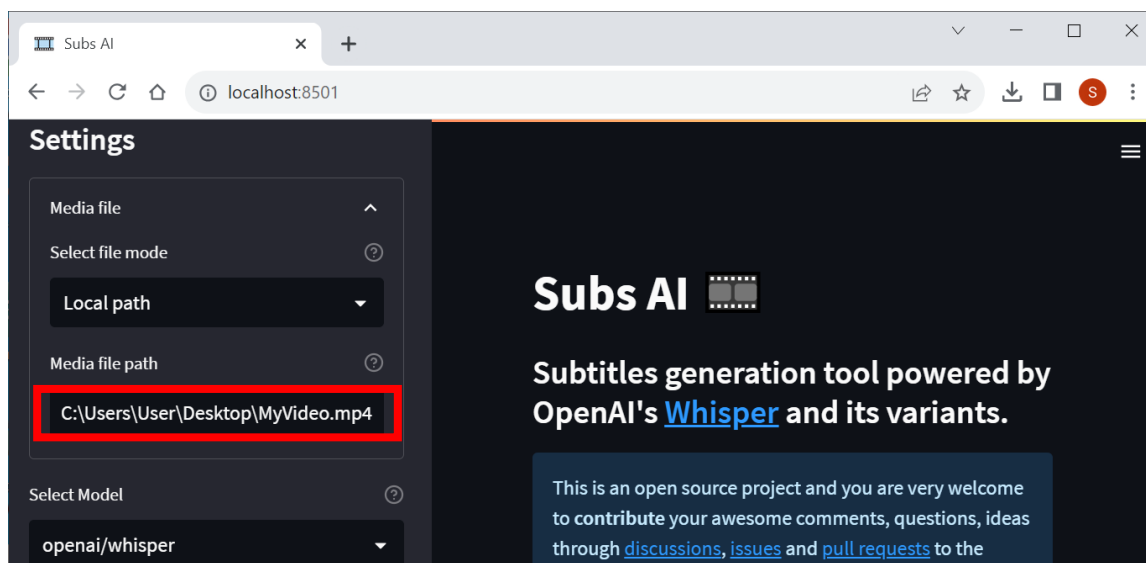 Subs AI
localhost:8501
S
Settings
Media file
Select file mode
Local path
Media file path
C:\Users\User\Desktop\MyVideo.mp4
Select Model
openai/whisper
Subs AI
Subtitles generation tool powered by
OpenAI's Whisper and its variants.
This is an open source project and you are very welcome
to contribute your awesome comments, questions, ideas
through discussions, issues and pull requests to the